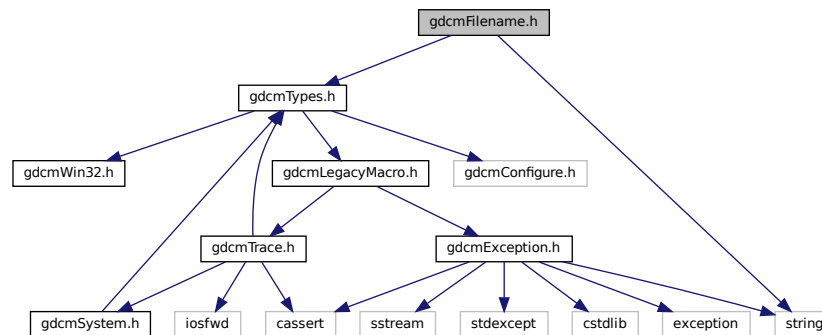 gdcmFilename.h
gdcmTypes.h
gdcmWin32.h
gdcmLegacyMacro.h
gdcmConfigure.h
gdcmTrace.h
gdcmException.h
gdcmSystem.h
iosfwd
cassert
sstream
stdexcept
cstdlib
exception
string